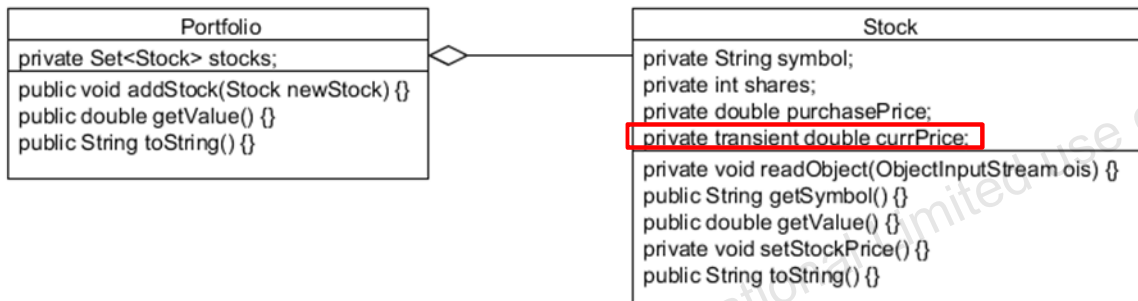 Portfolio
private Set<Stock> stocks;
public void addStock(Stock newStock) {}
public double getValue() {}
public String toString() {}
Stock
private String symbol;
private int shares;
private double purchasePrice;
private transient double currPrice;
private void readObject(ObjectInputStream ois) {}
public String getSymbol() {}
public double getValue() {}
private void setStockPrice() {}
public String toString() {}
Limited use